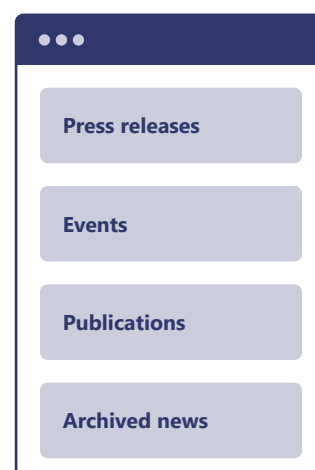 Press releases
Events
Publications
Archived news